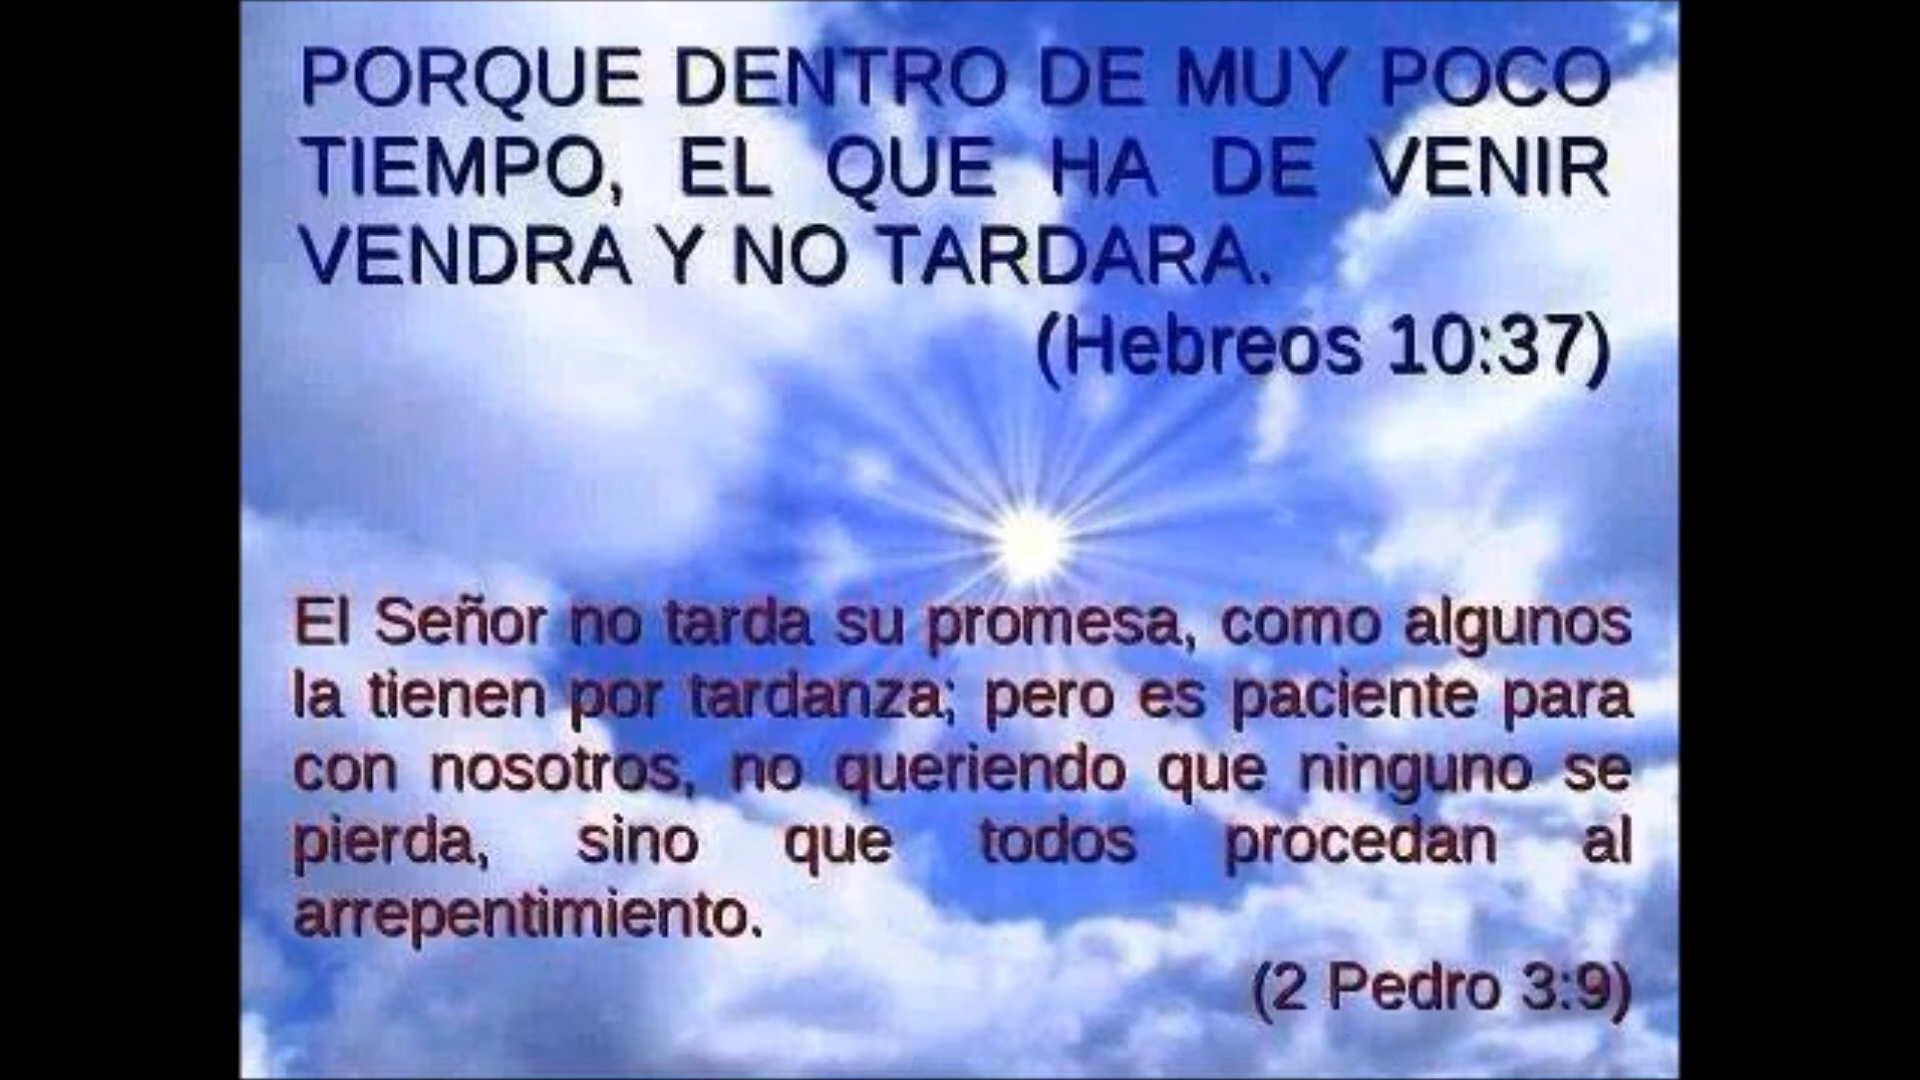 PORQUE DENTRO DE MUY POCO
TIEMPO, EL QUE HA DE VENIR
VENDRA Y NO TARDARA.
(Hebreos 10:37)
El Señor no tarda su promesa, como algunos
la tienen por tardanza; pero es paciente para
con nosotros, no queriendo que ninguno se
pierda, sino que todos procedan al
arrepentimiento.
(2 Pedro 3:9)